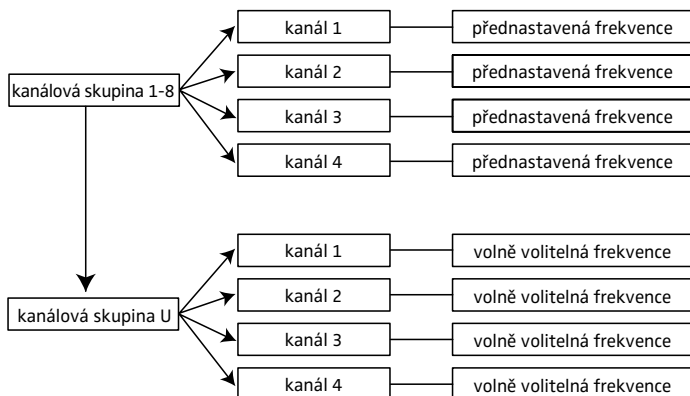 kanálová skupina 1-8
kanál 1 přednastavená frekvence
kanál 2 přednastavená frekvence
kanál 3 přednastavená frekvence
kanál 4 přednastavená frekvence
kanálová skupina U
kanál 1 volně volitelná frekvence
kanál 2 volně volitelná frekvence
kanál 3 volně volitelná frekvence
kanál 4 volně volitelná frekvence